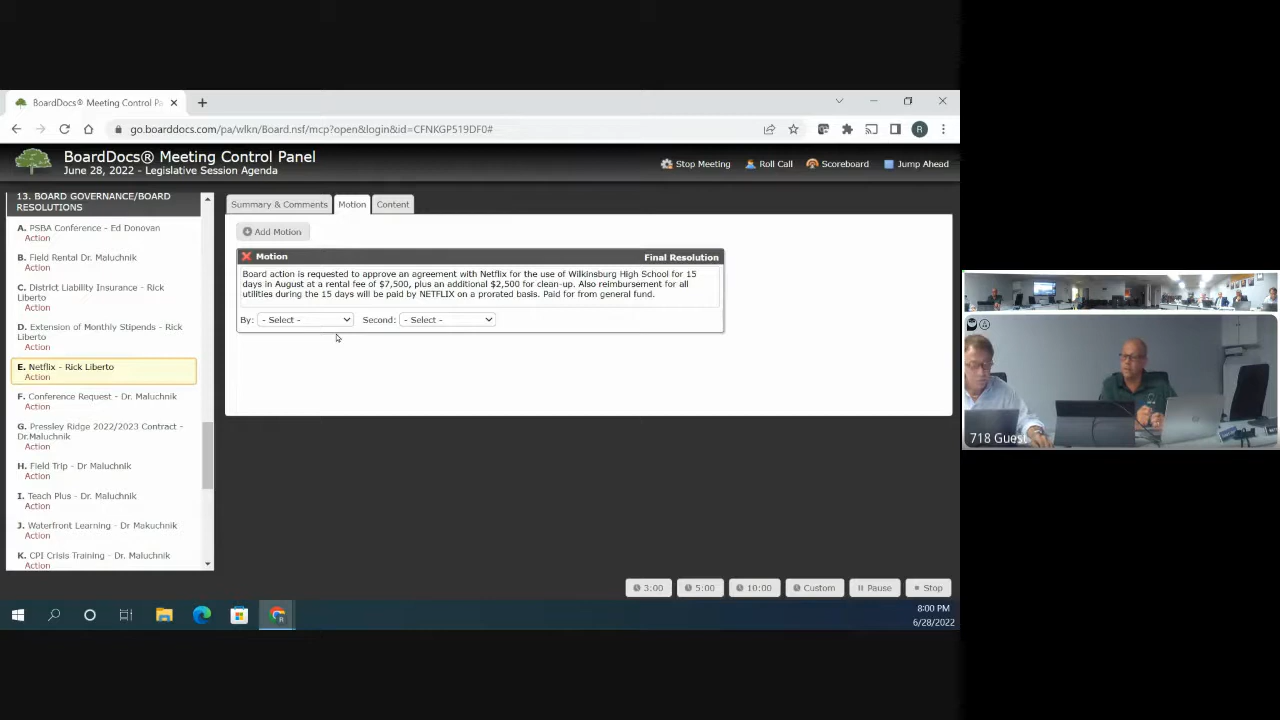 BoardDocs® Meeting Control Pa
go.boarddocs.com/pa/wlkn/Board.nsf/mcp?open&login&id=CFNKGP519DF0#
R
BoardDocs® Meeting Control Panel
June 28, 2022 - Legislative Session Agenda
Stop Meeting
Roll Call
Scoreboard
Jump Ahead
13. BOARD GOVERNANCE/BOARD
RESOLUTIONS
A. PSBA Conference - Ed Donovan
Action
B. Field Rental Dr. Maluchnik
Action
C. District Liability Insurance - Rick
Liberto
Action
D. Extension of Monthly Stipends - Rick
Liberto
Action
E. Netflix - Rick Liberto
Action
F. Conference Request - Dr. Maluchnik
Action
G. Pressley Ridge 2022/2023 Contract -
Dr.Maluchnik
Action
H. Field Trip - Dr Maluchnik
Action
I. Teach Plus - Dr. Maluchnik
Action
J. Waterfront Learning - Dr Makuchnik
Action
K. CPI Crisis Training - Dr. Maluchnik
Action
Summary & Comments
Motion
Content
Add Motion
Motion
Final Resolution
Board action is requested to approve an agreement with Netflix for the use of Wilkinsburg High School for 15
days in August at a rental fee of $7,500, plus an additional $2,500 for clean-up. Also reimbursement for all
utilities during the 15 days will be paid by NETFLIX on a prorated basis. Paid for from general fund.
By: - Select - Second: - Select -
3:00
5:00
10:00
Custom
Pause
Stop
8:00 PM
6/28/2022
R
718 Guest